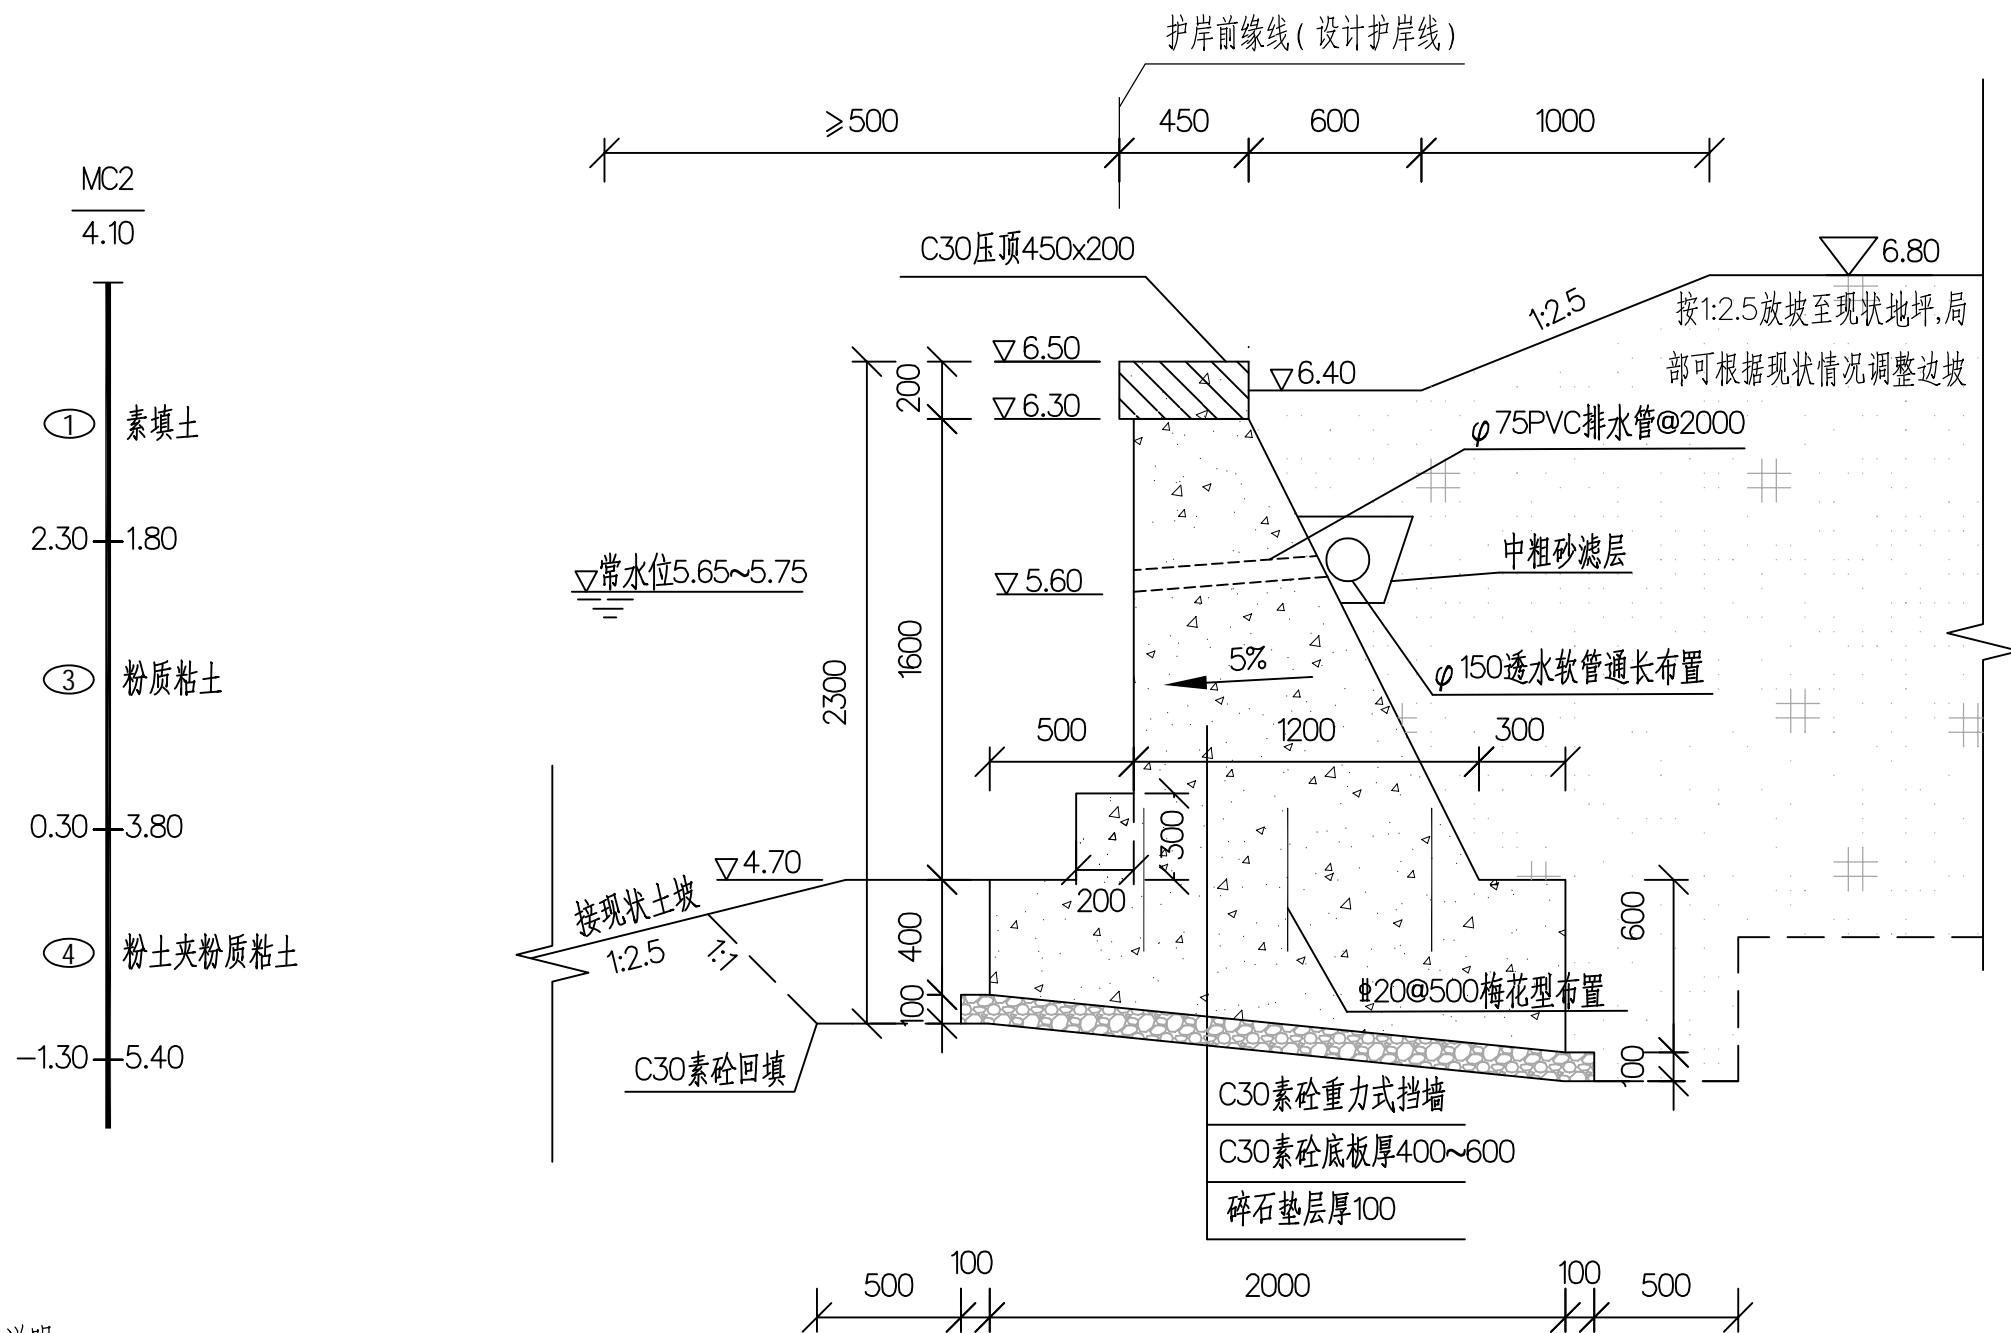 护岸前缘线(设计护岸线)
≥500
450
600
1000
MC2
4.10
C30压顶450x200
6.80
1:2.5
按1:2.5放坡至现状地坪,局
部可根据现状情况调整边坡
6.50
6.40
200
6.30
① 素填土
φ75PVC排水管@2000
2.30
1.80
中粗砂滤层
常水位5.65~5.75
5.60
1600
2300
5%
φ150透水软管通长布置
③ 粉质粘土
500
1200
300
0.30
3.80
300
4.70
200
接现状土坡
1:2.5
1:1
400
600
④ 粉土夹粉质粘土
20@500梅花型布置
100
-1.30
5.40
C30素砼回填
100
C30素砼重力式挡墙
C30素砼底板厚400~600
碎石垫层厚100
500
100
2000
100
500